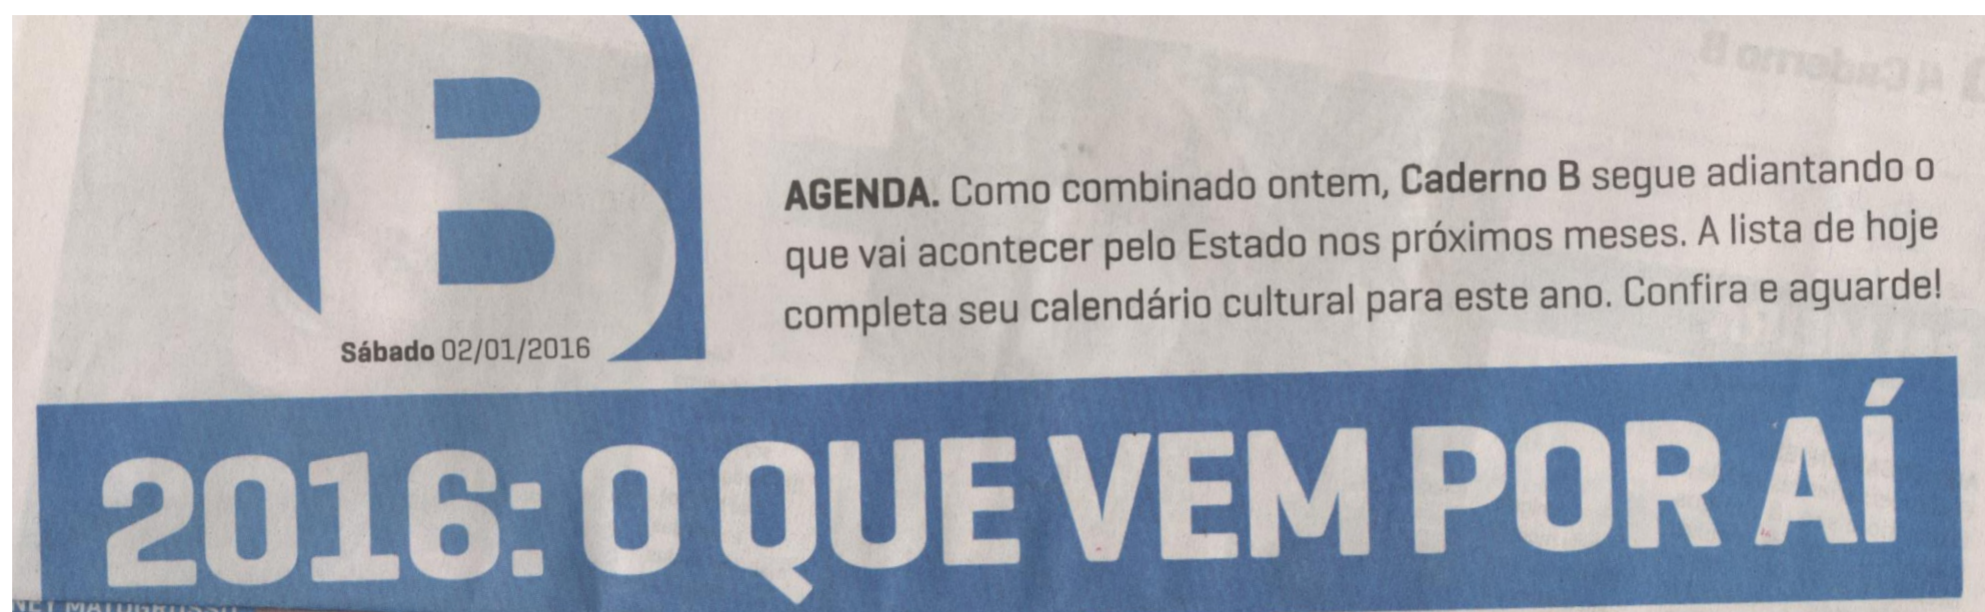 B
Sábado 02/01/2016
AGENDA. Como combinado ontem, Caderno B segue adiantando o
que vai acontecer pelo Estado nos próximos meses. A lista de hoje
completa seu calendário cultural para este ano. Confira e aguarde!
2016: O QUE VEM POR AÍ